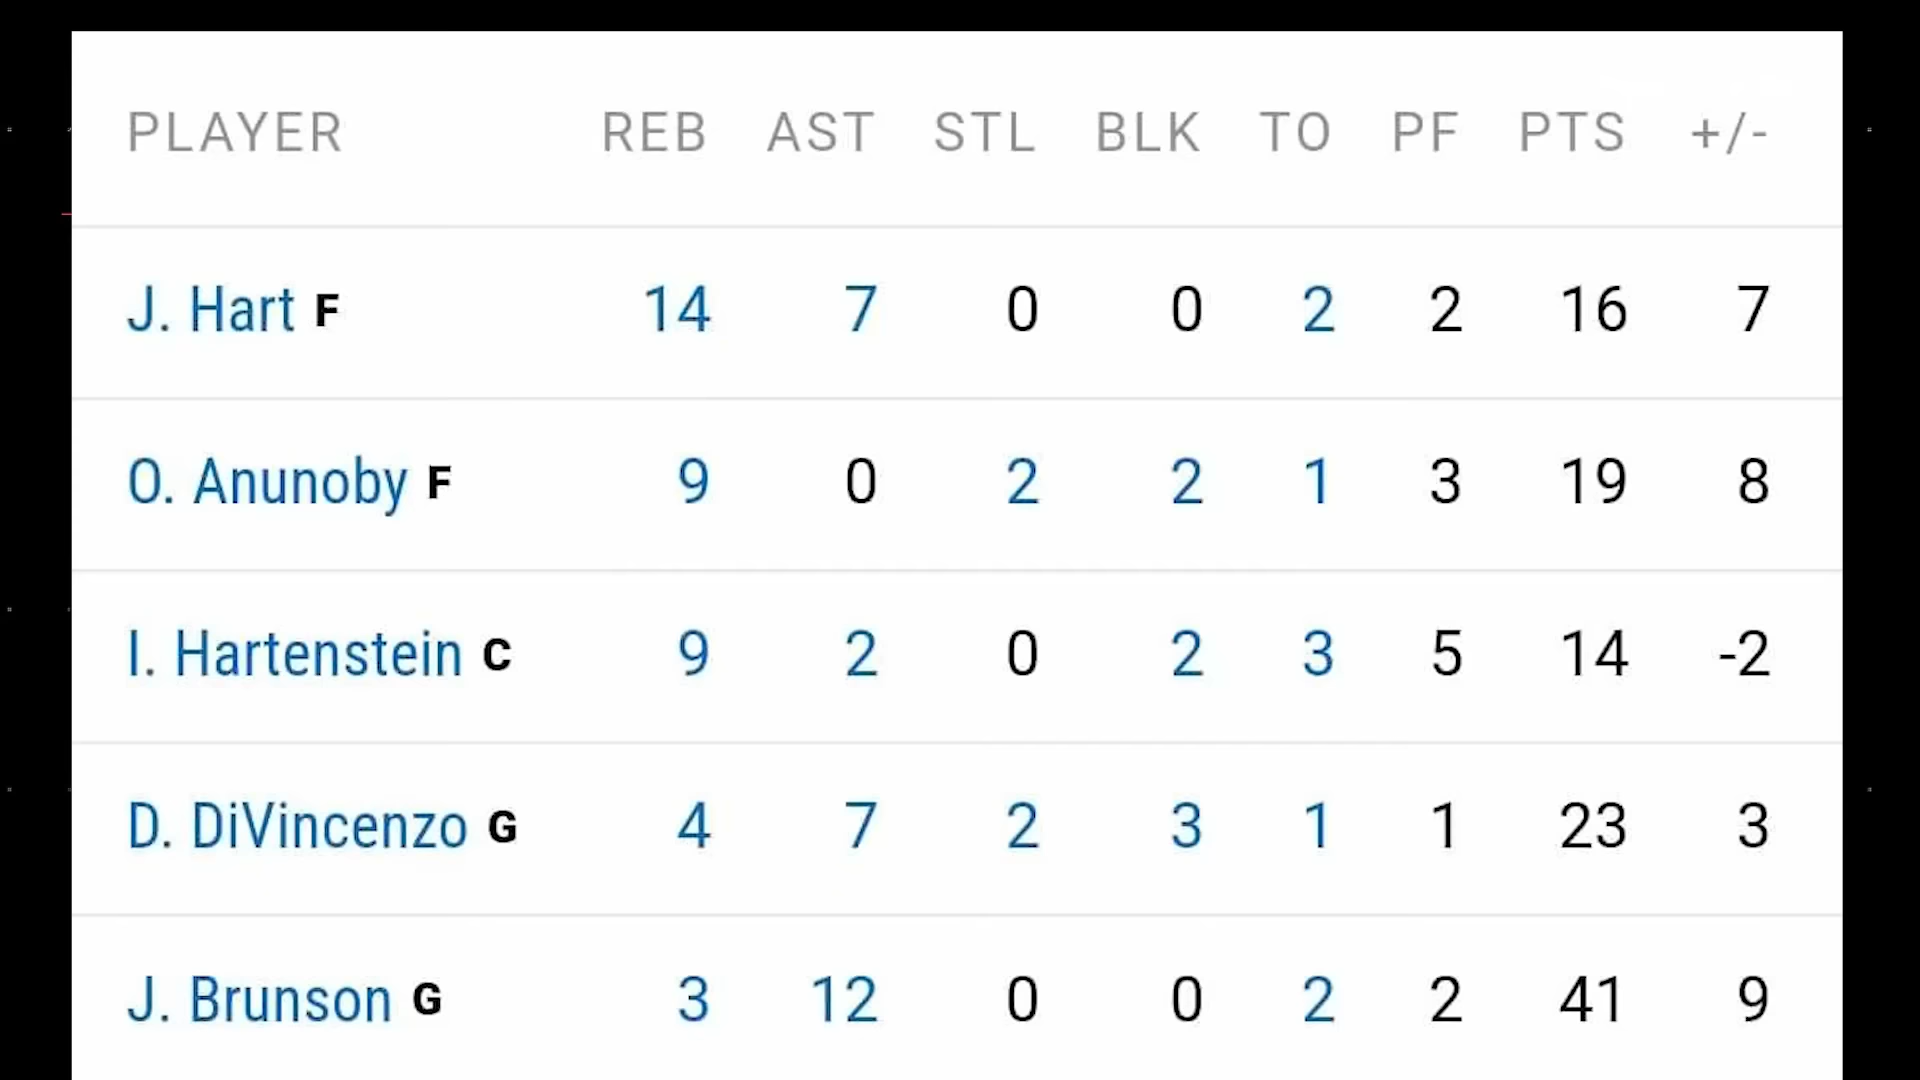 PLAYER REB AST STL BLK TO PF PTS +/-
J. Hart F 14 7 0 0 2 2 16 7
O. Anunoby F 9 0 2 2 1 3 19 8
I. Hartenstein C 9 2 0 2 3 5 14 -2
D. DiVincenzo G 4 7 2 3 1 1 23 3
J. Brunson G 3 12 0 0 2 2 41 9